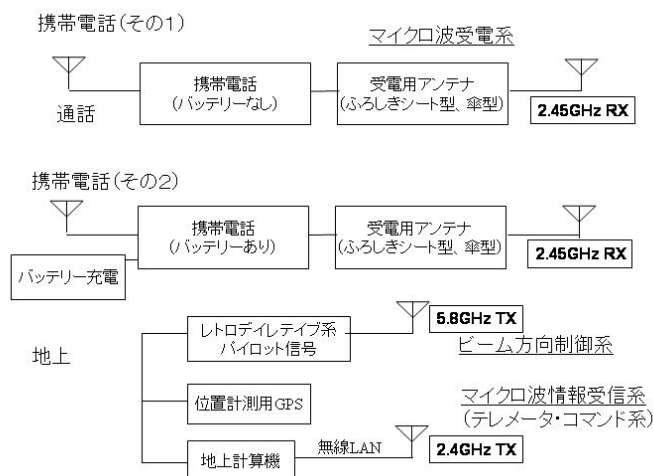 携帯電話(その1)
マイクロ波受電系
携帯電話
(バッテリーなし)
受電用アンテナ
(ふろしきシート型、傘型)
通話
2.45GHz RX
携帯電話(その2)
携帯電話
(バッテリーあり)
受電用アンテナ
(ふろしきシート型、傘型)
2.45GHz RX
バッテリー充電
レトロデイレテイブ系
パイロット信号
5.8GHz TX
ビーム方向制御系
地上
位置計測用GPS
マイクロ波情報受信系
(テレメータ・コマンド系)
地上計算機
無線LAN
2.4GHz TX